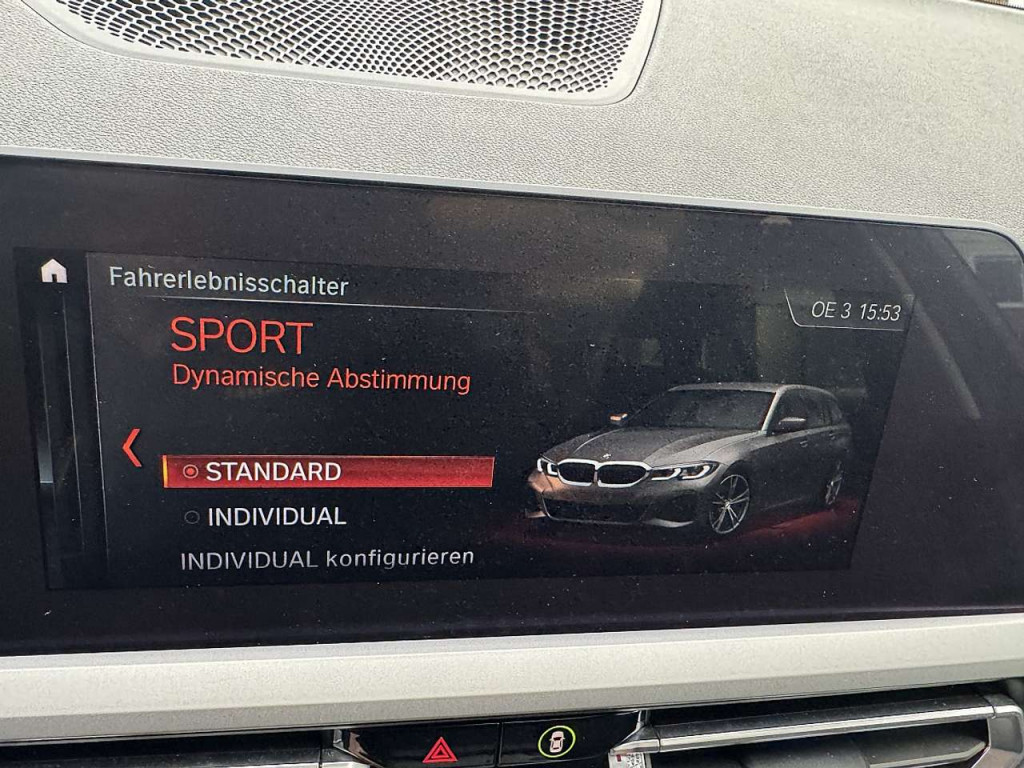 Fahrerlebnisschalter
OE 3 15:53
SPORT
Dynamische Abstimmung
STANDARD
INDIVIDUAL
INDIVIDUAL konfigurieren